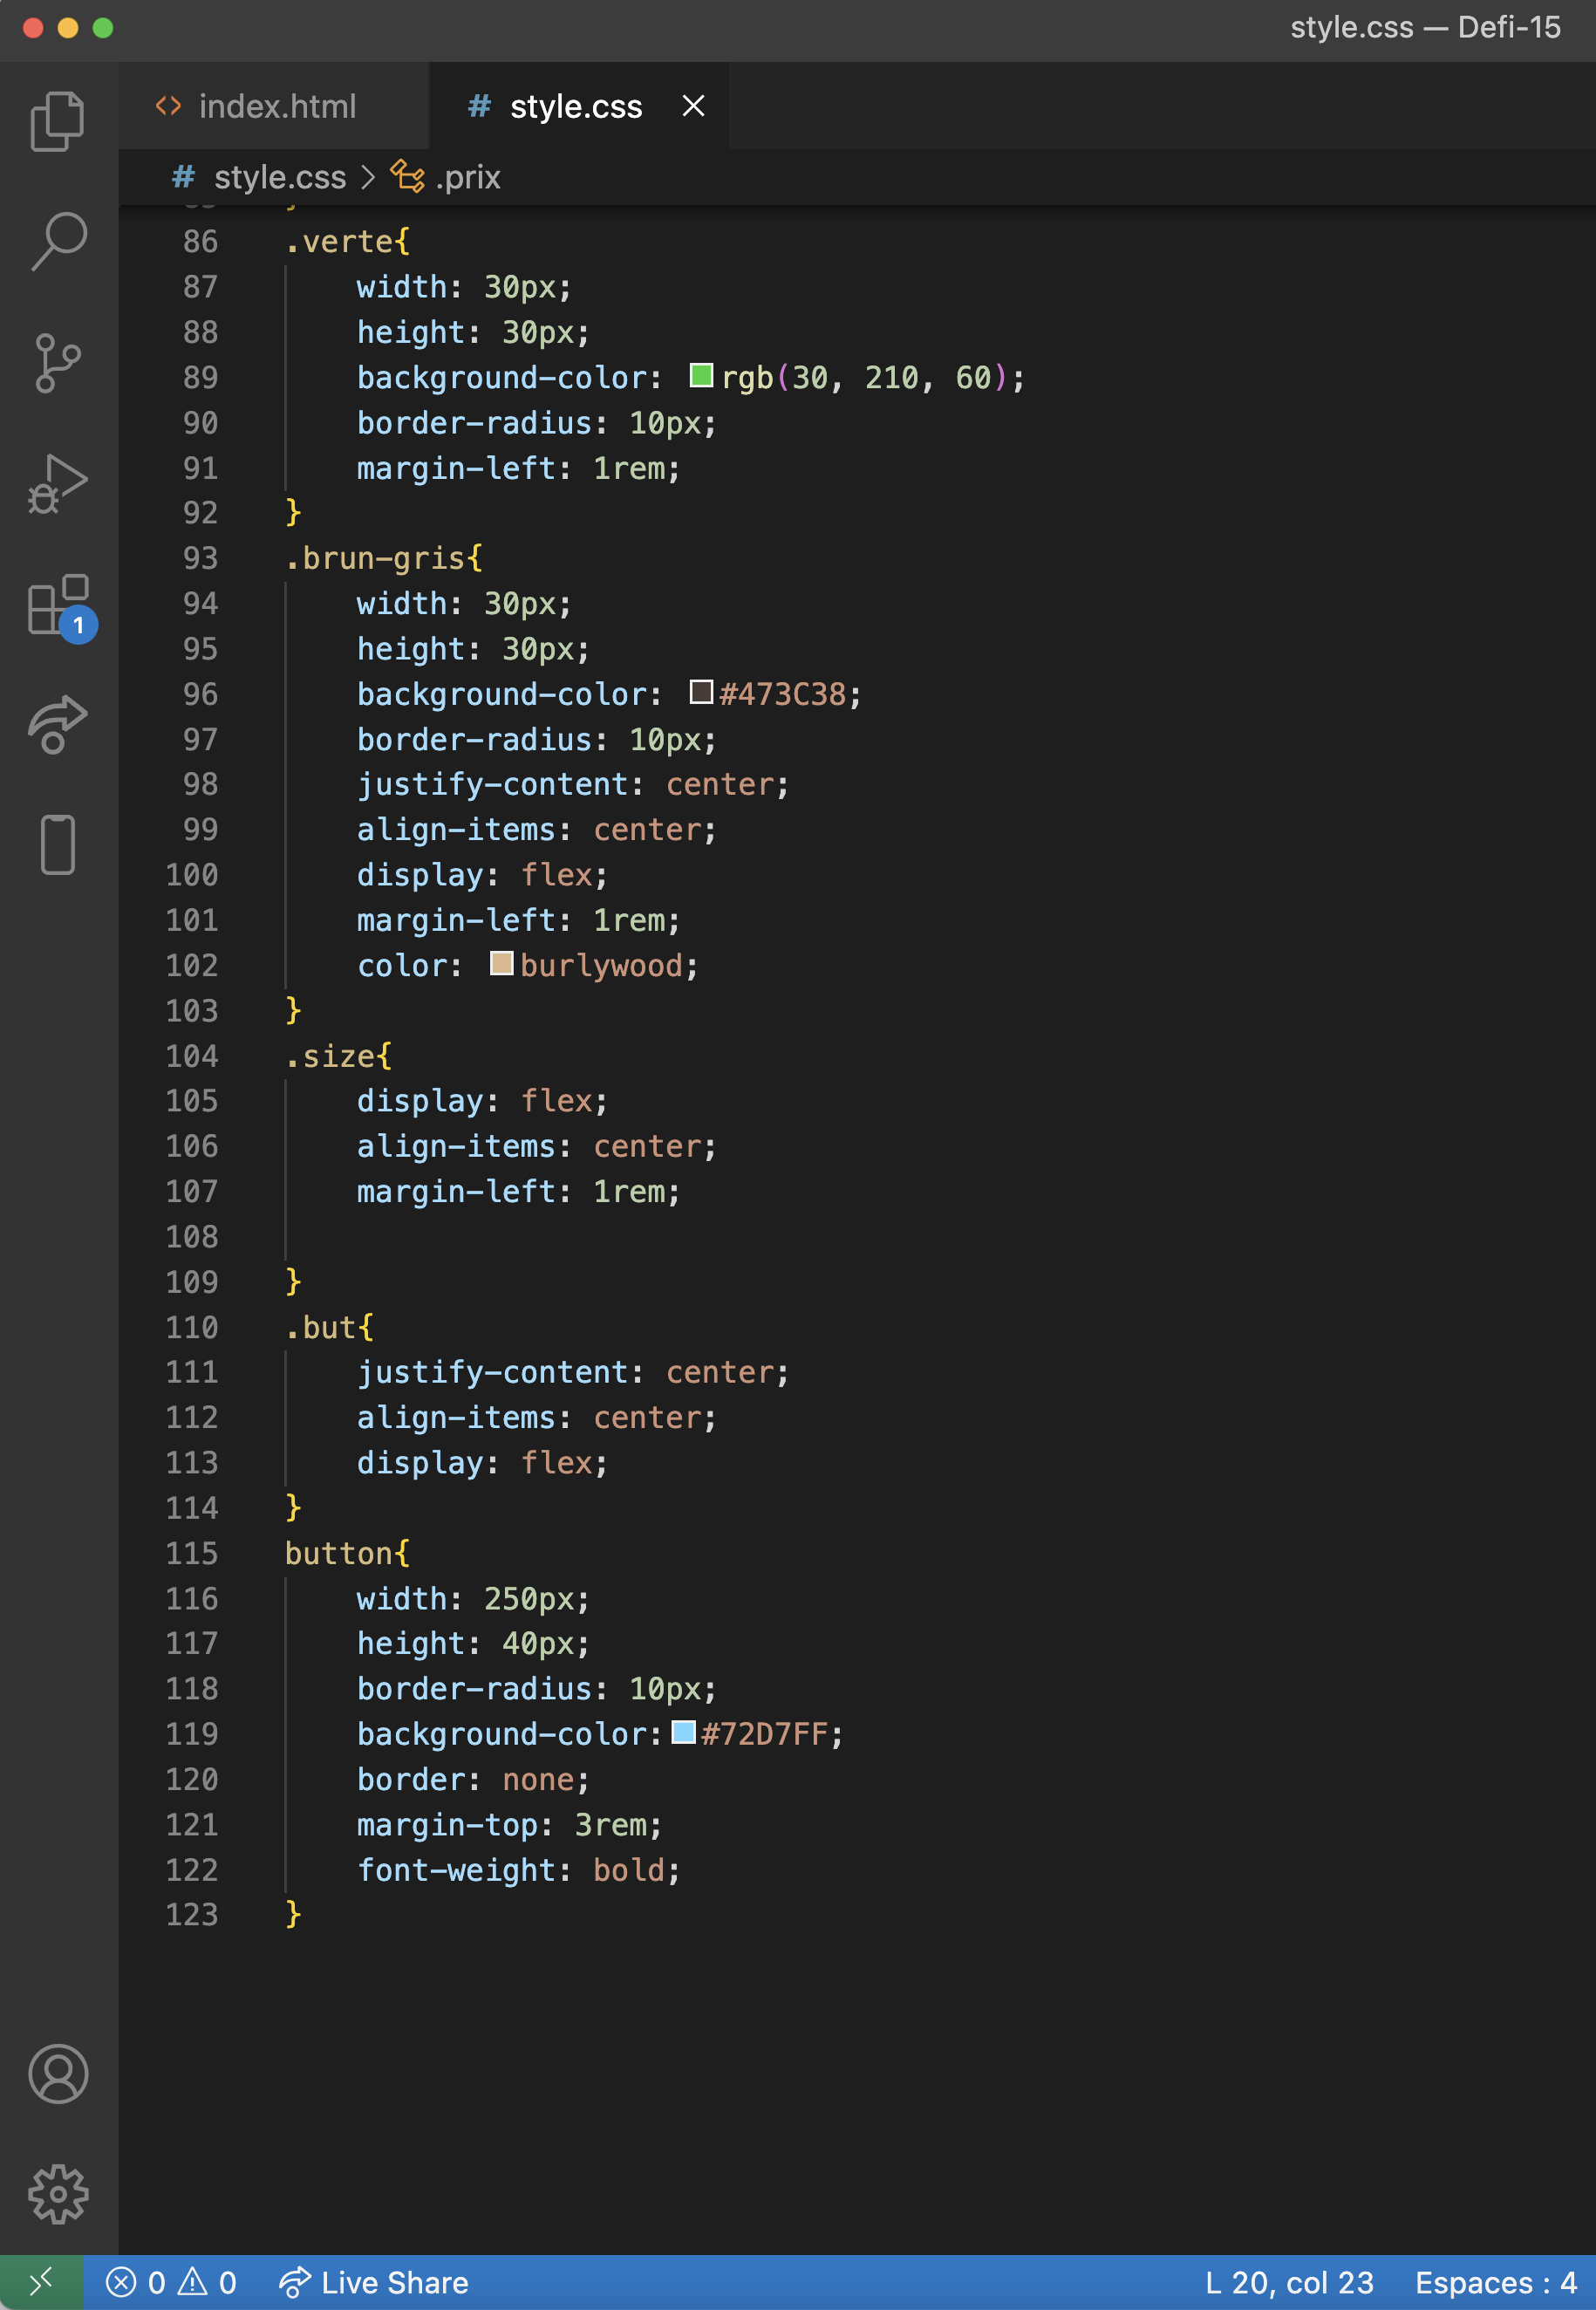 style.css — Defi-15
index.html
style.css
style.css > .prix
86 .verte{
87 width: 30px;
88 height: 30px;
89 background-color: rgb(30, 210, 60);
90 border-radius: 10px;
91 margin-left: 1rem;
92 }
93 .brun-gris{
94 width: 30px;
95 height: 30px;
96 background-color: #473C38;
97 border-radius: 10px;
98 justify-content: center;
99 align-items: center;
100 display: flex;
101 margin-left: 1rem;
102 color: burlywood;
103 }
104 .size{
105 display: flex;
106 align-items: center;
107 margin-left: 1rem;
108
109 }
110 .but{
111 justify-content: center;
112 align-items: center;
113 display: flex;
114 }
115 button{
116 width: 250px;
117 height: 40px;
118 border-radius: 10px;
119 background-color:#72D7FF;
120 border: none;
121 margin-top: 3rem;
122 font-weight: bold;
123 }
1
0 0 Live Share L 20, col 23 Espaces : 4